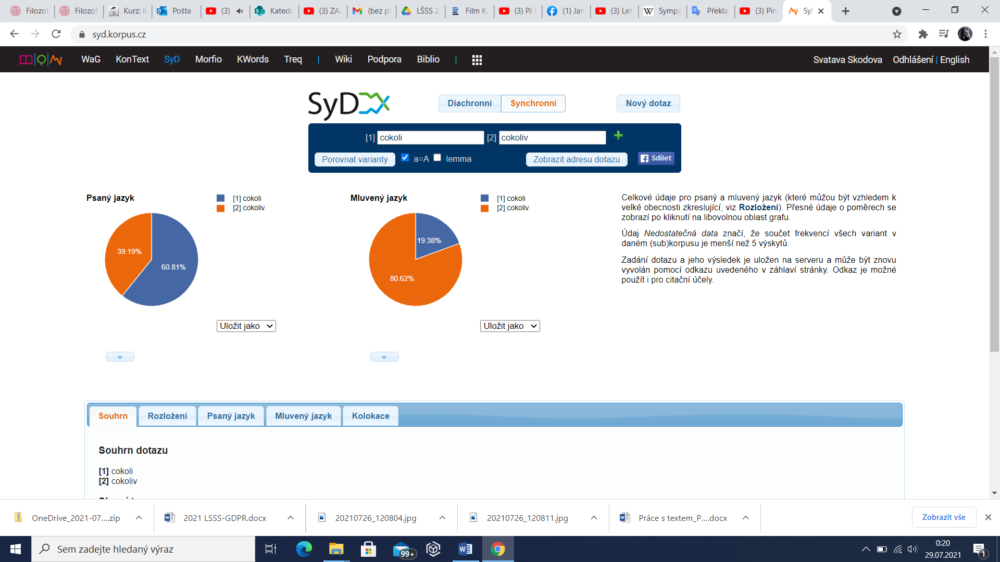 Filozof
Filozof
Kurz: K
Pošta -
(3)
Katedr
(3) ZAZ
(bez p
LŠSS 2
Film Ka
(3) PJ H
(1) Jan
(3) Let
Sympa
Překla
(3) Pin
SyD
syd.korpus.cz
WaG KonText SyD Morfio KWords Treq | Wiki Podpora Biblio |
Svatava Skodova Odhlášení | English
SyD
Diachronní Synchronní
Nový dotaz
[1] cokoli [2] cokoliv
Porovnat varianty a=A lemma Zobrazit adresu dotazu Sdílet
Psaný jazyk
[1] cokoli
[2] cokoliv
39.19%
60.81%
Uložit jako
Mluvený jazyk
[1] cokoli
[2] cokoliv
19.38%
80.62%
Uložit jako
Celkové údaje pro psaný a mluvený jazyk (které můžou být vzhledem k
velké obecnosti zkreslující, viz Rozložení). Přesné údaje o poměrech se
zobrazí po kliknutí na libovolnou oblast grafu.
Údaj Nedostatečná data značí, že součet frekvencí všech variant v
daném (sub)korpusu je menší než 5 výskytů.
Zadání dotazu a jeho výsledek je uložen na serveru a může být znovu
vyvolán pomocí odkazu uvedeného v záhlaví stránky. Odkaz je možné
použít i pro citační účely.
Souhrn Rozložení Psaný jazyk Mluvený jazyk Kolokace
Souhrn dotazu
[1] cokoli
[2] cokoliv
OneDrive_2021-07....zip
2021 LSSS-GDPR.docx
20210726_120804.jpg
20210726_120811.jpg
Práce s textem_P....docx
Zobrazit vše
Sem zadejte hledaný výraz
99+
0:20
29.07.2021
1